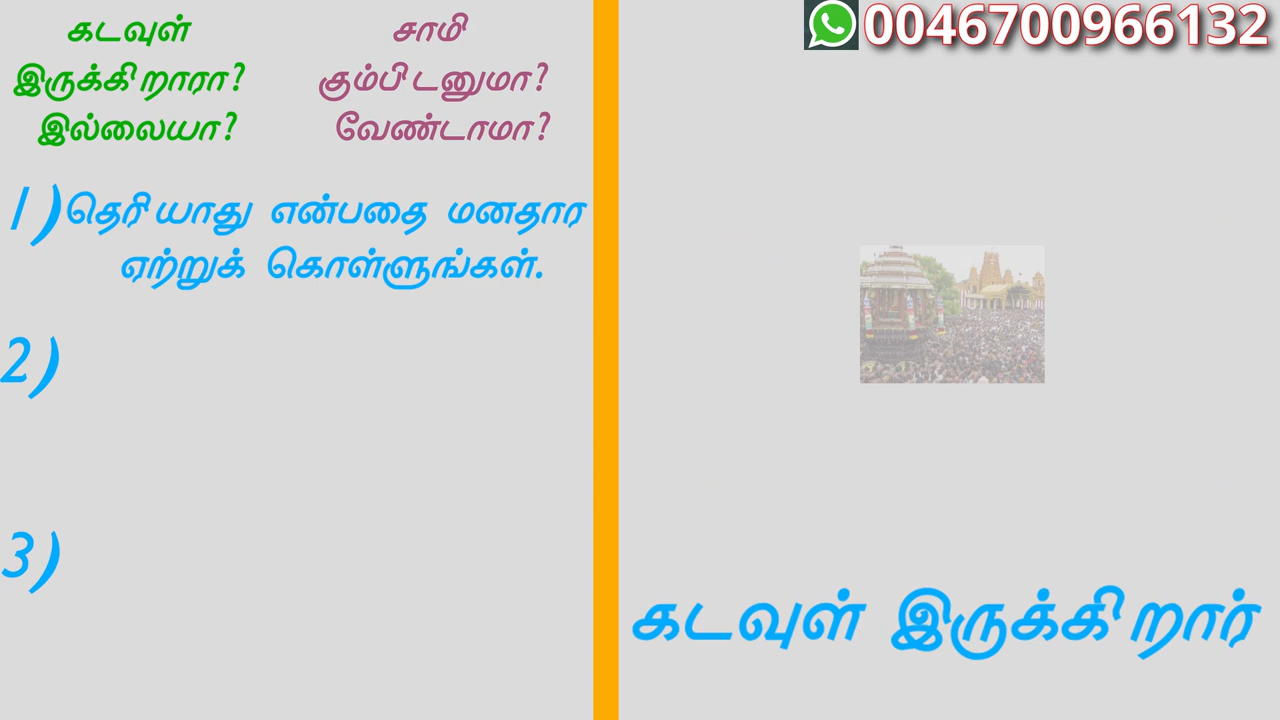 கடவுள்
இருக்கிறாரா?
இல்லையா?
சாமி
கும்பிடனுமா?
வேண்டாமா?
1) தெரியாது என்பதை மனதார
ஏற்றுக் கொள்ளுங்கள்.
2)
3)
0046700966132
கடவுள் இருக்கிறார்